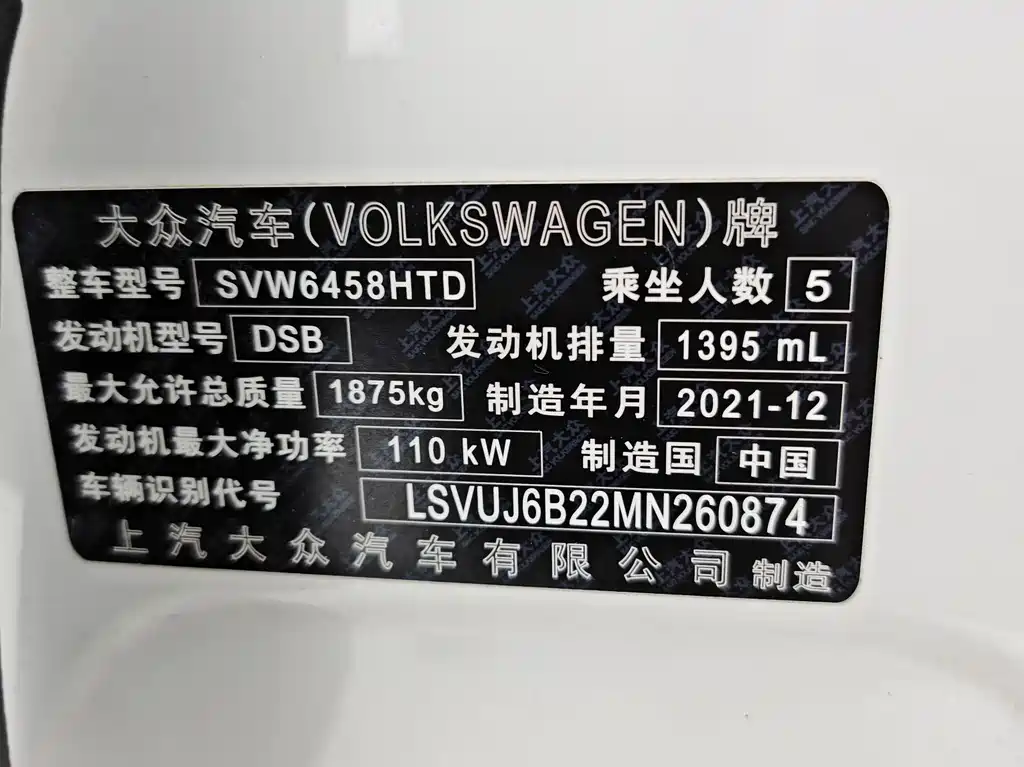 大众汽车(VOLKSWAGEN)牌
整车型号 SVW6458HTD 乘坐人数 5
发动机型号 DSB 发动机排量 1395 mL
最大允许总质量 1875kg 制造年月 2021-12
发动机最大净功率 110 kW 制造国 中国
车辆识别代号 LSVUJ6B22MN260874
上汽大众汽车有限公司 制造